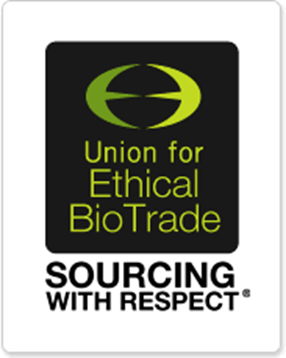 Union for
Ethical
BioTrade
SOURCING
WITH RESPECT®